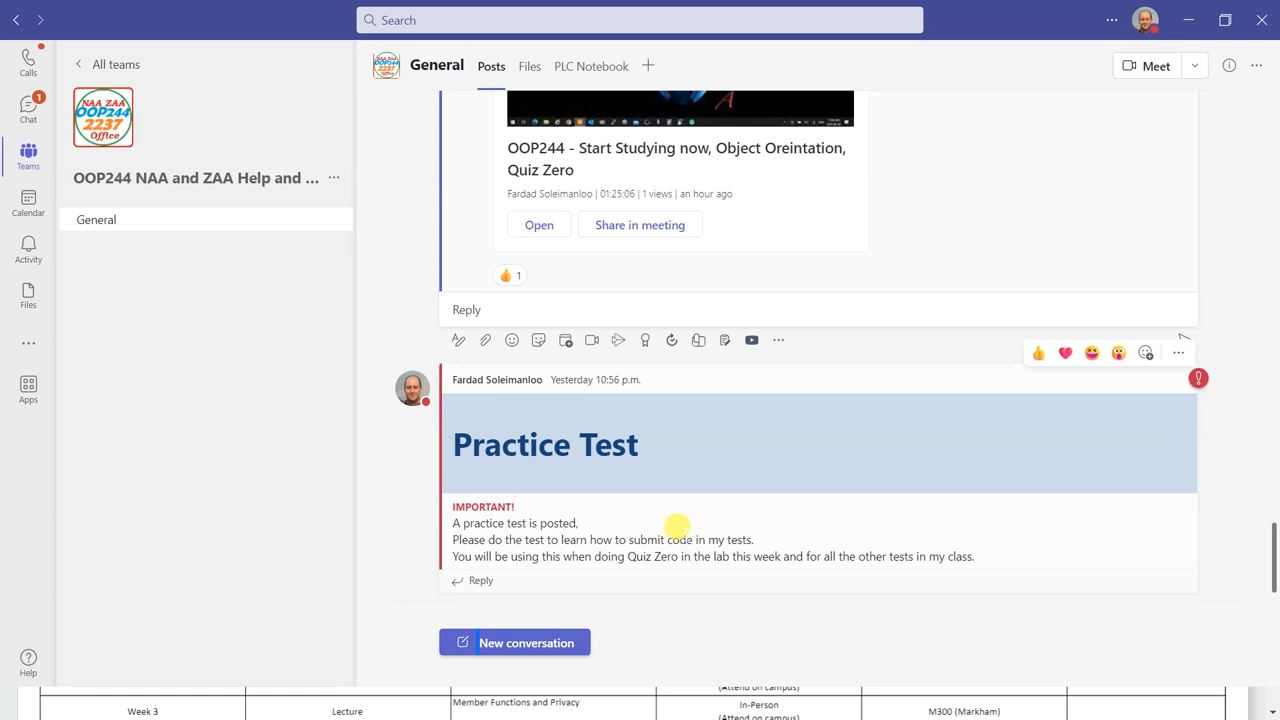 Search
Calls
1
Chat
Teams
Calendar
Activity
Files
Apps
Help
All teams
NAA ZAA
OOP244
2237
Office
OOP244 NAA and ZAA Help and ...
General
General
Posts
Files
PLC Notebook
Meet
OOP244 - Start Studying now, Object Oreintation,
Quiz Zero
Fardad Soleimanloo | 01:25:06 | 1 views | an hour ago
Open
Share in meeting
1
Reply
Fardad Soleimanloo Yesterday 10:56 p.m.
Practice Test
IMPORTANT!
A practice test is posted,
Please do the test to learn how to submit code in my tests.
You will be using this when doing Quiz Zero in the lab this week and for all the other tests in my class.
Reply
New conversation
(Attend on campus)
Week 3
Lecture
Member Functions and Privacy
In-Person
(Attend on campus)
M300 (Markham)